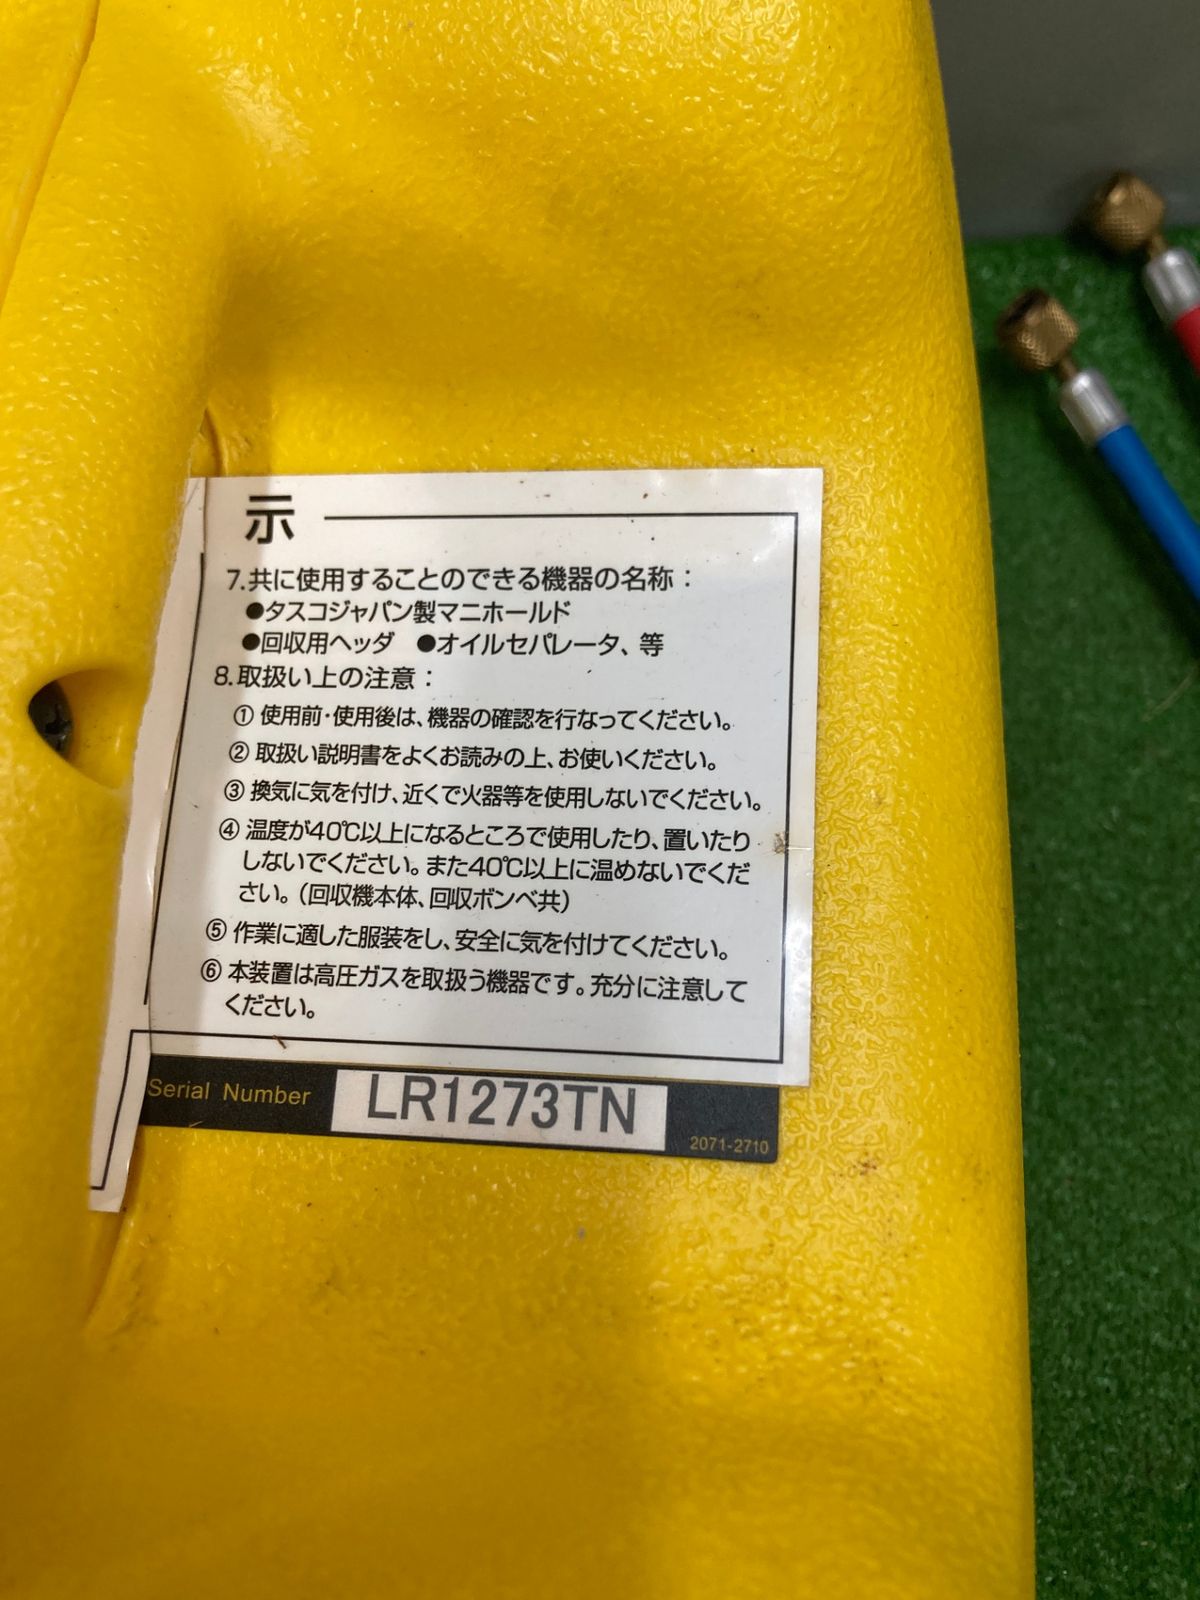 示
7.共に使用することのできる機器の名称：
●タスコジャパン製マニホールド
●回収用ヘッダ ●オイルセパレータ、等
8.取扱い上の注意：
① 使用前・使用後は、機器の確認を行なってください。
② 取扱い説明書をよくお読みの上、お使いください。
③ 換気に気を付け、近くで火器等を使用しないでください。
④ 温度が40℃以上になるところで使用したり、置いたり
しないでください。また40℃以上に温めないでくだ
さい。（回収機本体、回収ボンベ共）
⑤ 作業に適した服装をし、安全に気を付けてください。
⑥ 本装置は高圧ガスを取扱う機器です。充分に注意して
ください。
Serial Number LR1273TN
2071-2710